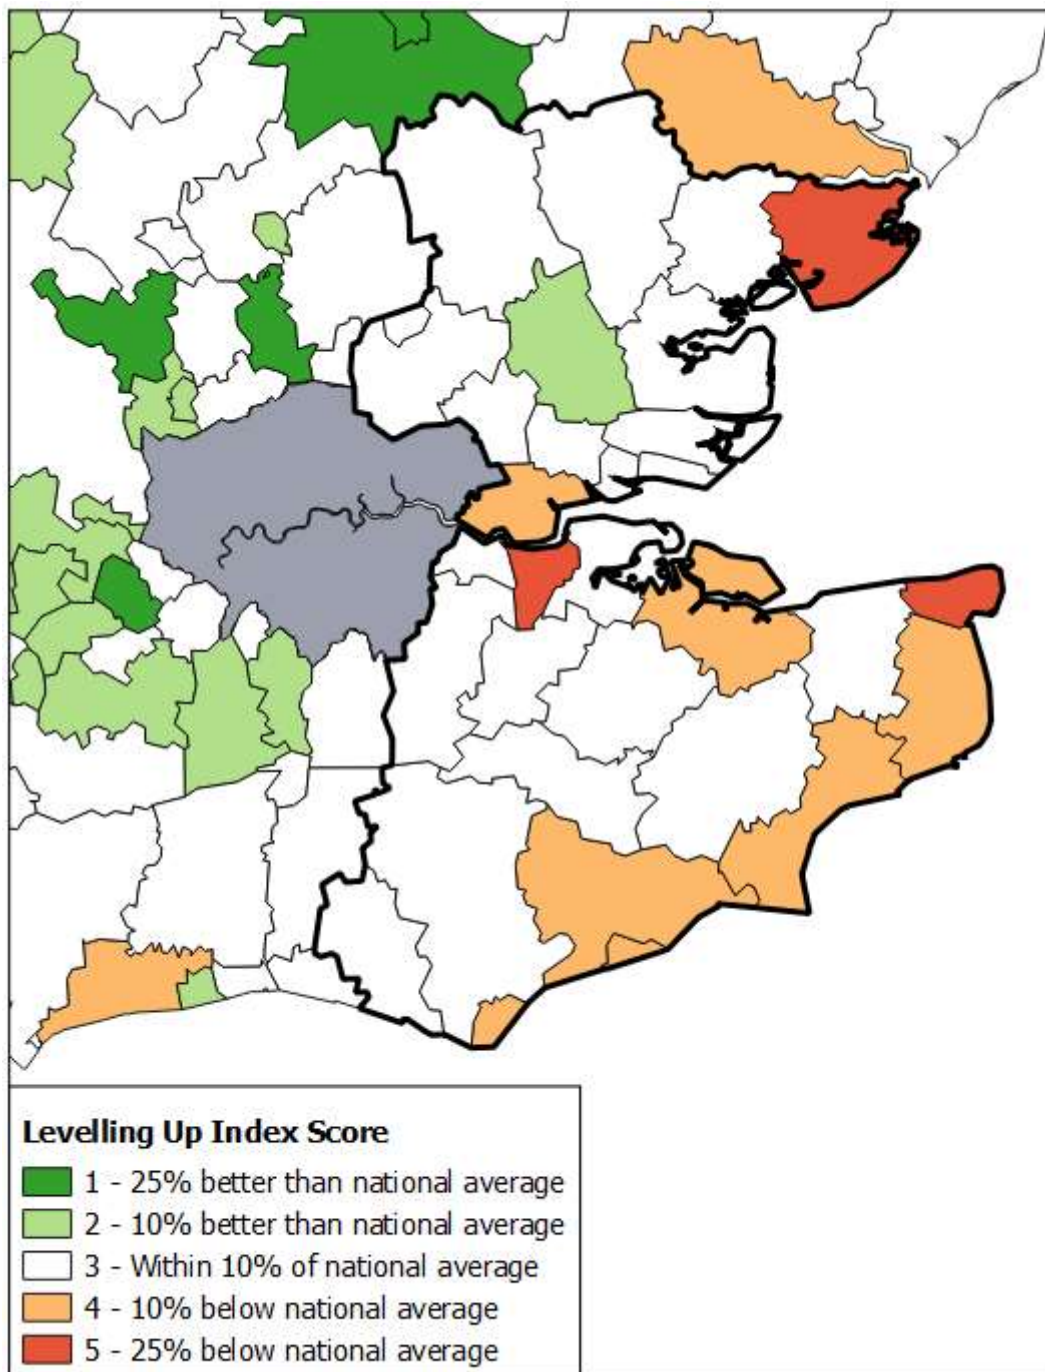 Levelling Up Index Score
1 - 25% better than national average
2 - 10% better than national average
3 - Within 10% of national average
4 - 10% below national average
5 - 25% below national average